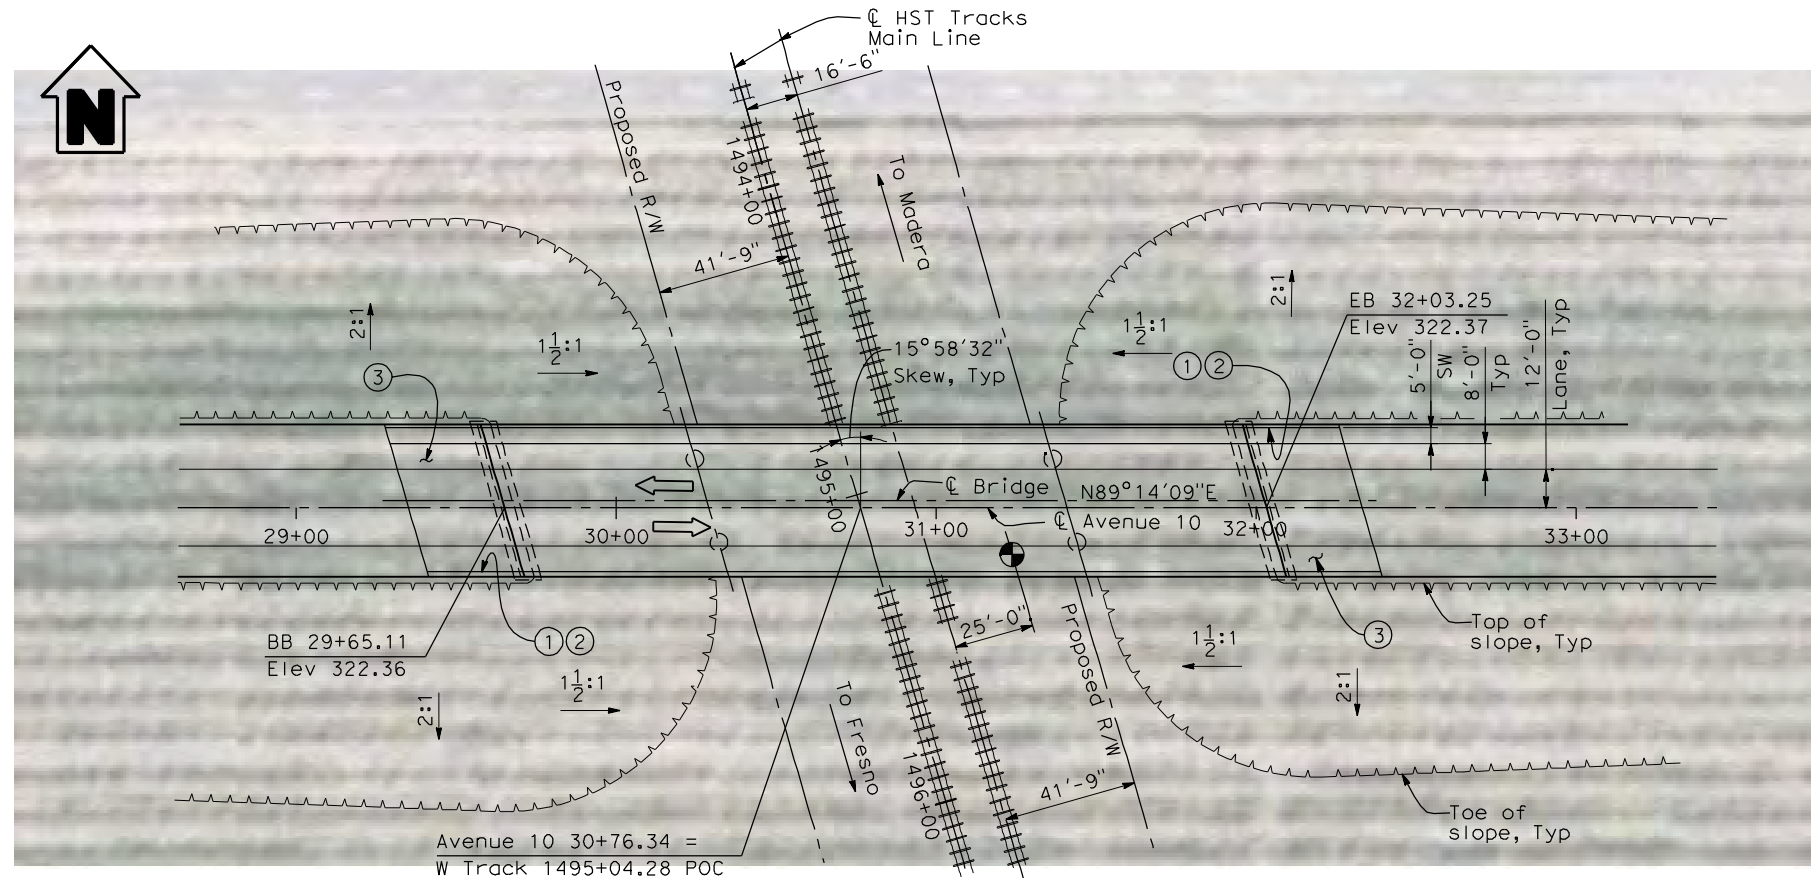 ℄ HST Tracks
Main Line
16'-6"
N
Proposed R/W
1494+00
To Madera
41'-9"
2:1
1½:1
15°58'32"
Skew, Typ
1½:1
2:1
EB 32+03.25
Elev 322.37
5'-0"
SW
8'-0"
Typ
12'-0"
Lane, Typ
3
1 2
1495+00
℄ Bridge
N89°14'09"E
℄ Avenue 10
29+00
30+00
31+00
32+00
33+00
BB 29+65.11
Elev 322.36
1 2
25'-0"
Proposed R/W
1½:1
3
Top of
slope, Typ
2:1
1½:1
To Fresno
1496+00
41'-9"
2:1
Toe of
slope, Typ
Avenue 10 30+76.34 =
W Track 1495+04.28 POC